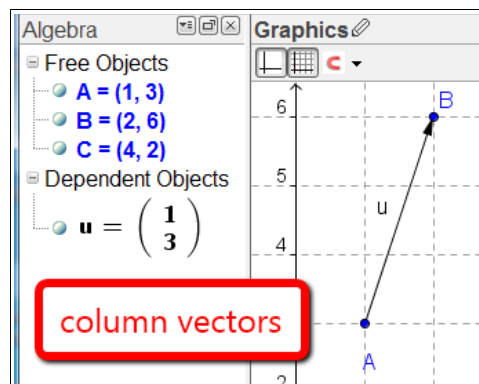 Algebra
Free Objects
A = (1, 3)
B = (2, 6)
C = (4, 2)
Dependent Objects
u = ( 1
3 )
column vectors
Graphics
6
B
5
u
4
A
2